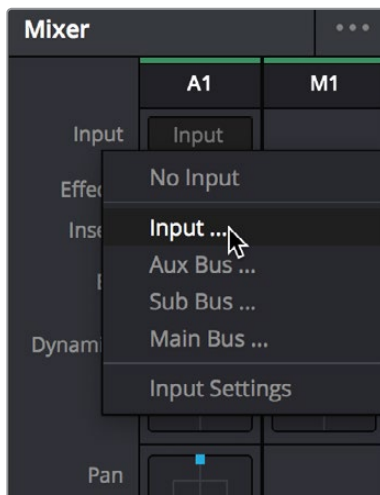 Mixer
A1 M1
Input Input
No Input
Input ...
Aux Bus ...
Sub Bus ...
Main Bus ...
Input Settings
Pan